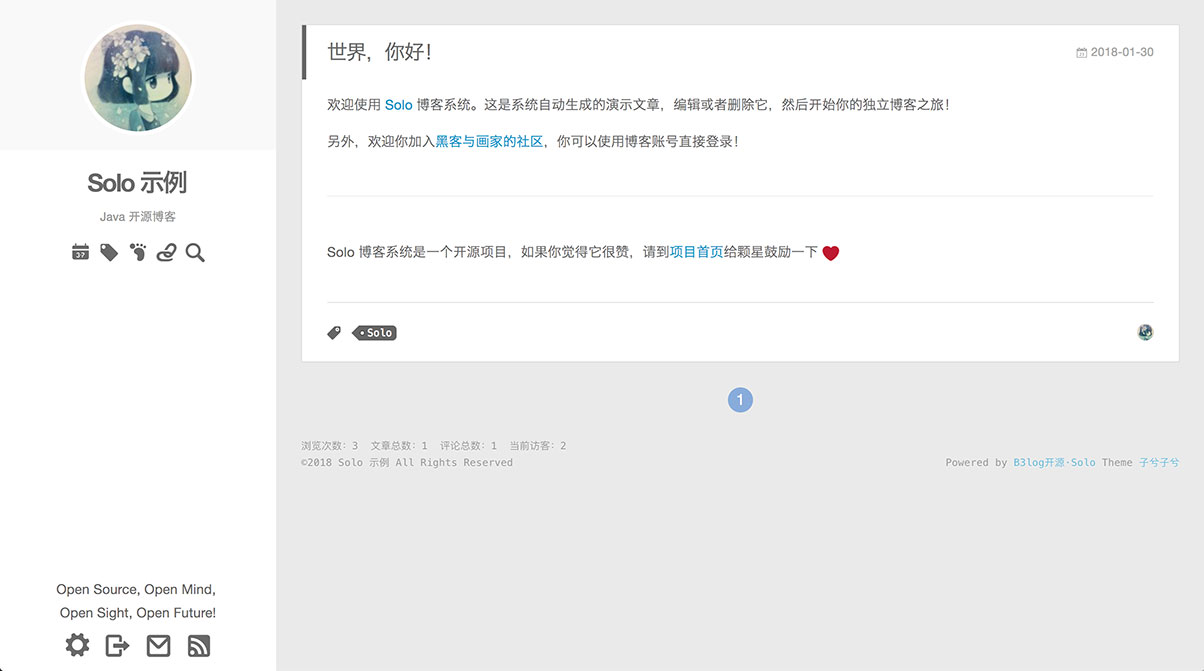 Solo 示例
Java 开源博客
37
Open Source, Open Mind,
Open Sight, Open Future!
世界，你好！
2018-01-30
欢迎使用 Solo 博客系统。这是系统自动生成的演示文章，编辑或者删除它，然后开始你的独立博客之旅！
另外，欢迎你加入黑客与画家的社区，你可以使用博客账号直接登录！
Solo 博客系统是一个开源项目，如果你觉得它很赞，请到项目首页给颗星鼓励一下
Solo
1
浏览次数：3 文章总数：1 评论总数：1 当前访客：2
©2018 Solo 示例 All Rights Reserved
Powered by B3log开源·Solo Theme 子兮子兮